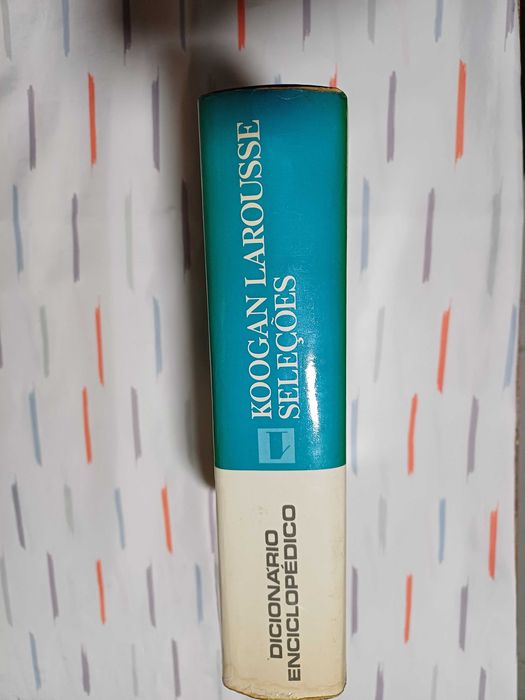 KOOGAN LAROUSSE
SELEÇÕES
DICIONÁRIO
ENCICLOPÉDICO